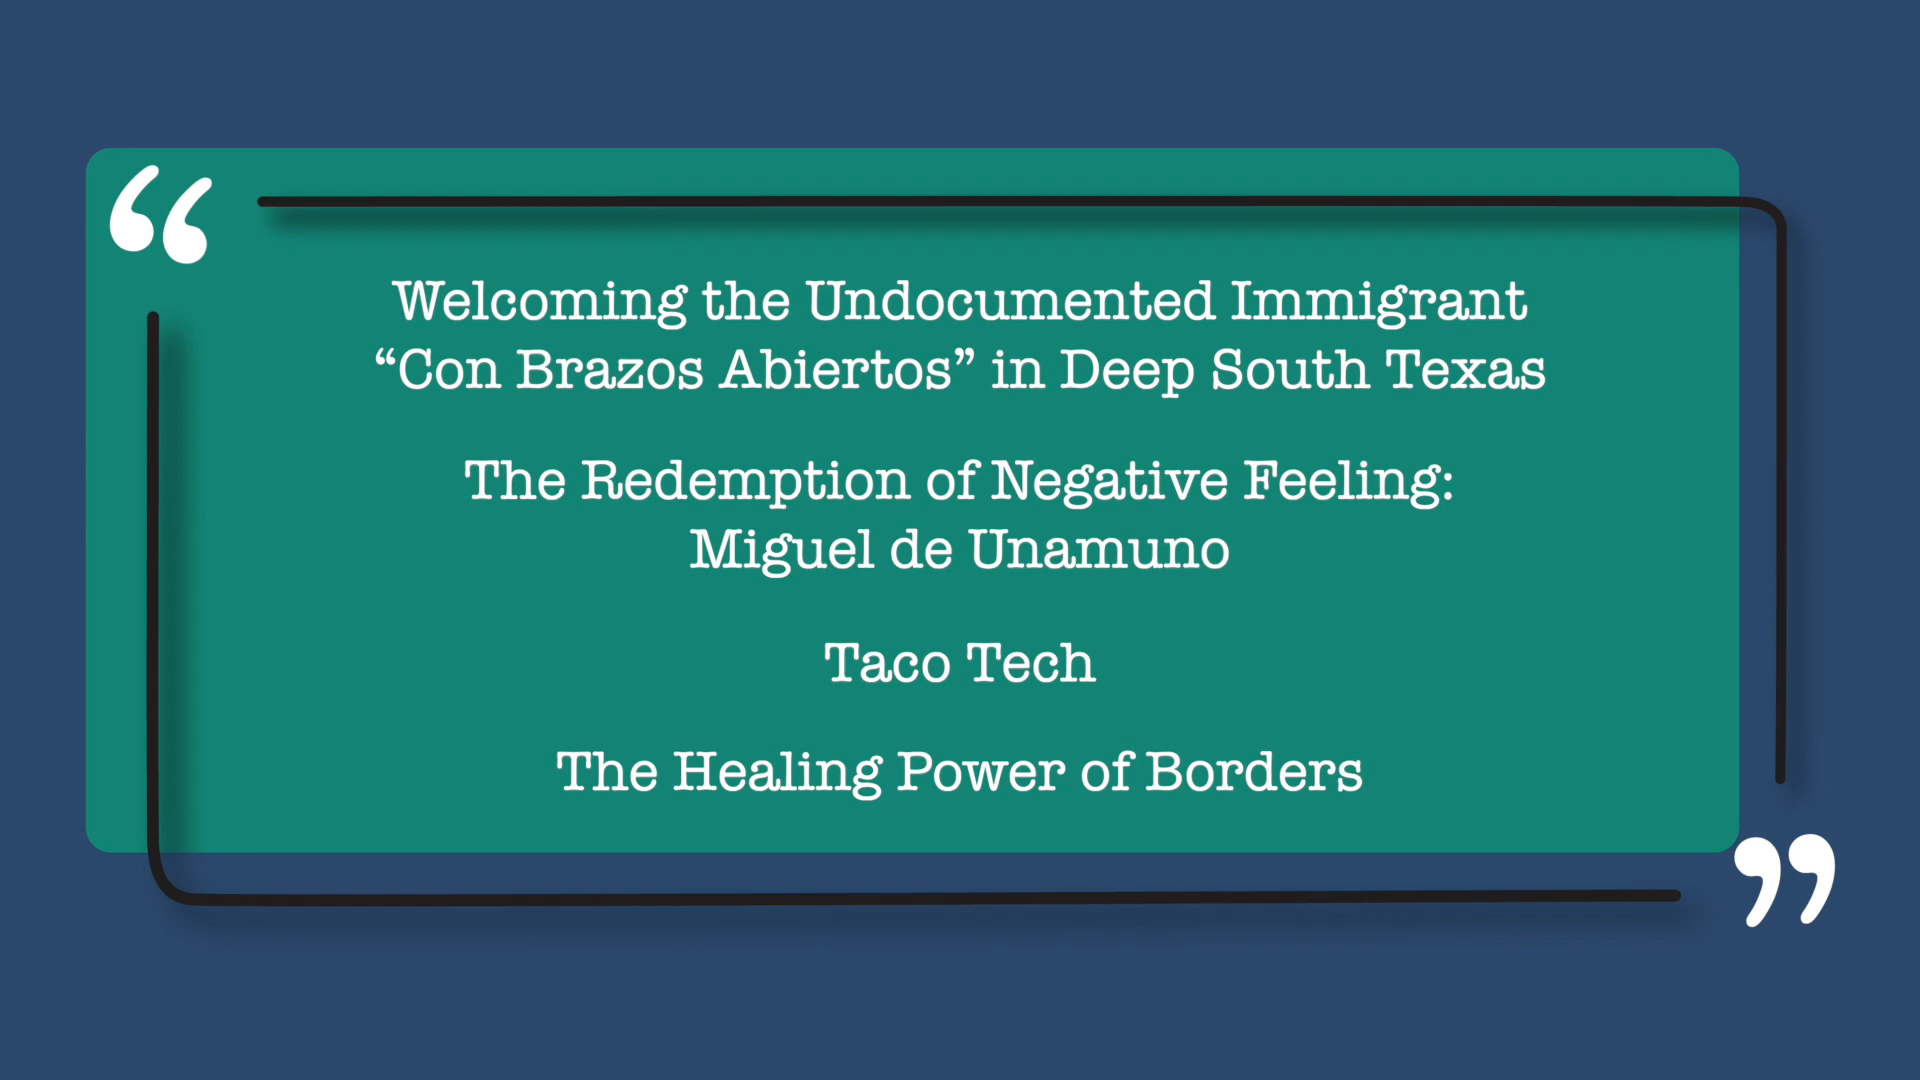 Welcoming the Undocumented Immigrant
“Con Brazos Abiertos” in Deep South Texas
The Redemption of Negative Feeling:
Miguel de Unamuno
Taco Tech
The Healing Power of Borders